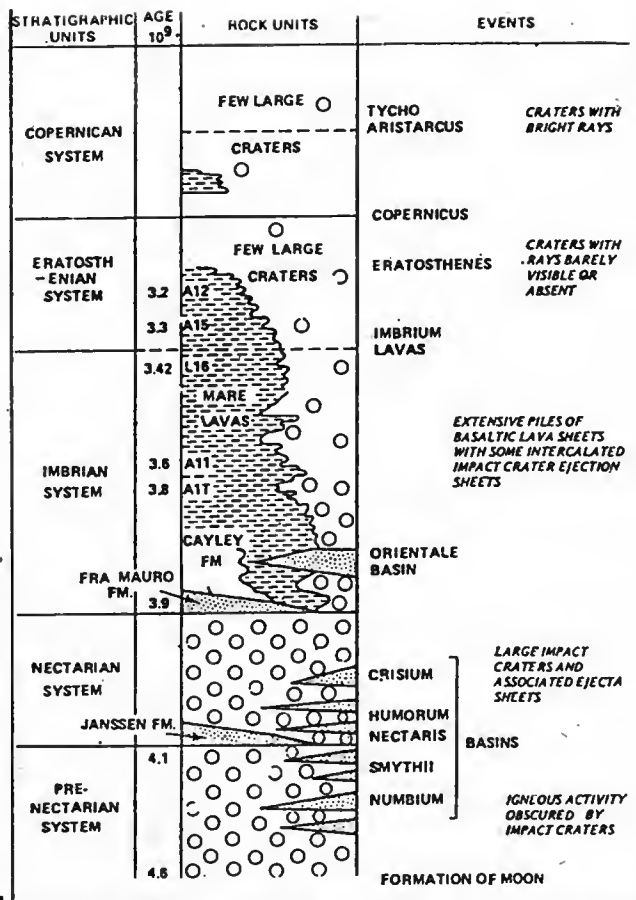 STRATIGRAPHIC UNITS
AGE 10⁹
ROCK UNITS
EVENTS
COPERNICAN
SYSTEM
FEW LARGE
CRATERS
TYCHO
ARISTARCUS
CRATERS WITH
BRIGHT RAYS
COPERNICUS
ERATOSTH
-ENIAN
SYSTEM
3.2
3.3
FEW LARGE
CRATERS
A12
A15
ERATOSTHENES
CRATERS WITH
RAYS BARELY
VISIBLE OR
ABSENT
IMBRIUM
LAVAS
IMBRIAN
SYSTEM
3.42
3.6
3.8
3.9
L16
MARE
LAVAS
A11
A1T
CAYLEY
FM
FRA MAURO
FM.
EXTENSIVE PILES OF
BASALTIC LAVA SHEETS
WITH SOME INTERCALATED
IMPACT CRATER EJECTION
SHEETS
ORIENTALE
BASIN
NECTARIAN
SYSTEM
JANSSEN FM.
CRISIUM
HUMORUM
NECTARIS
SMYTHII
NUMBIUM
BASINS
LARGE IMPACT
CRATERS AND
ASSOCIATED EJECTA
SHEETS
PRE-
NECTARIAN
SYSTEM
4.1
4.6
IGNEOUS ACTIVITY
OBSCURED BY
IMPACT CRATERS
FORMATION OF MOON